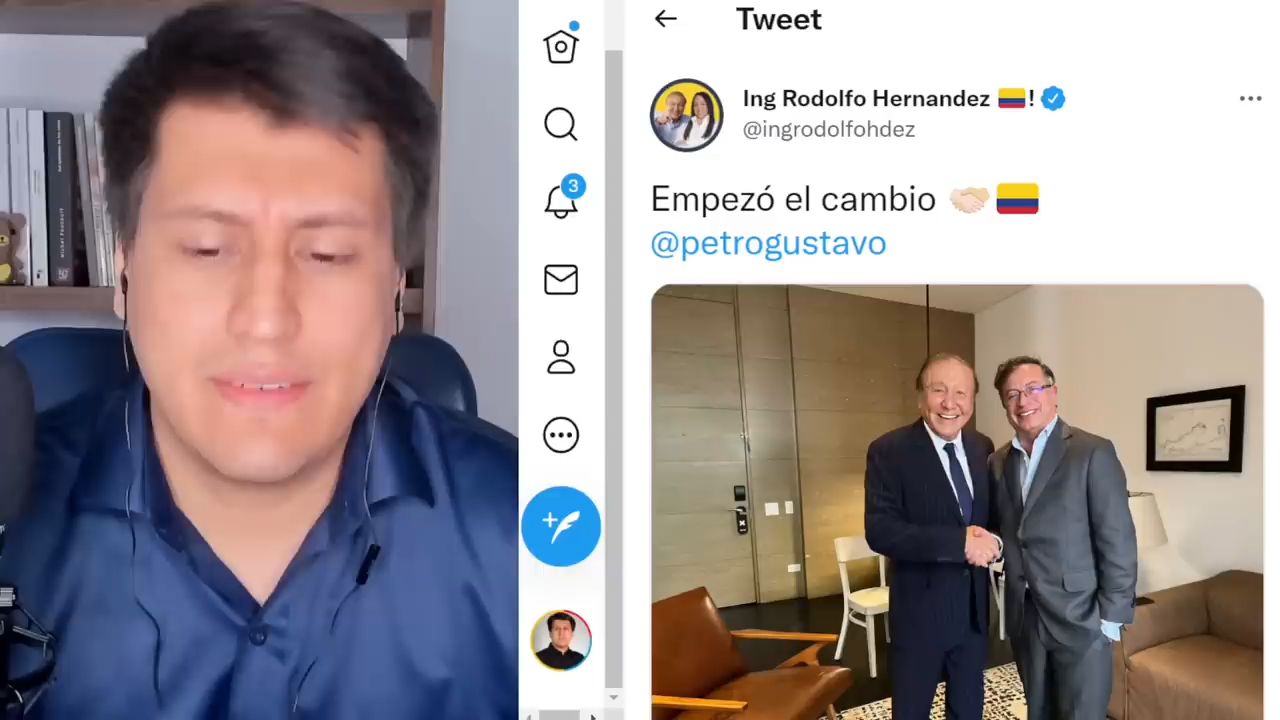 Tweet
Ing Rodolfo Hernandez 🇨🇴! 
@ingrodolfohdez
Empezó el cambio 🤝🏻🇨🇴
@petrogustavo
3